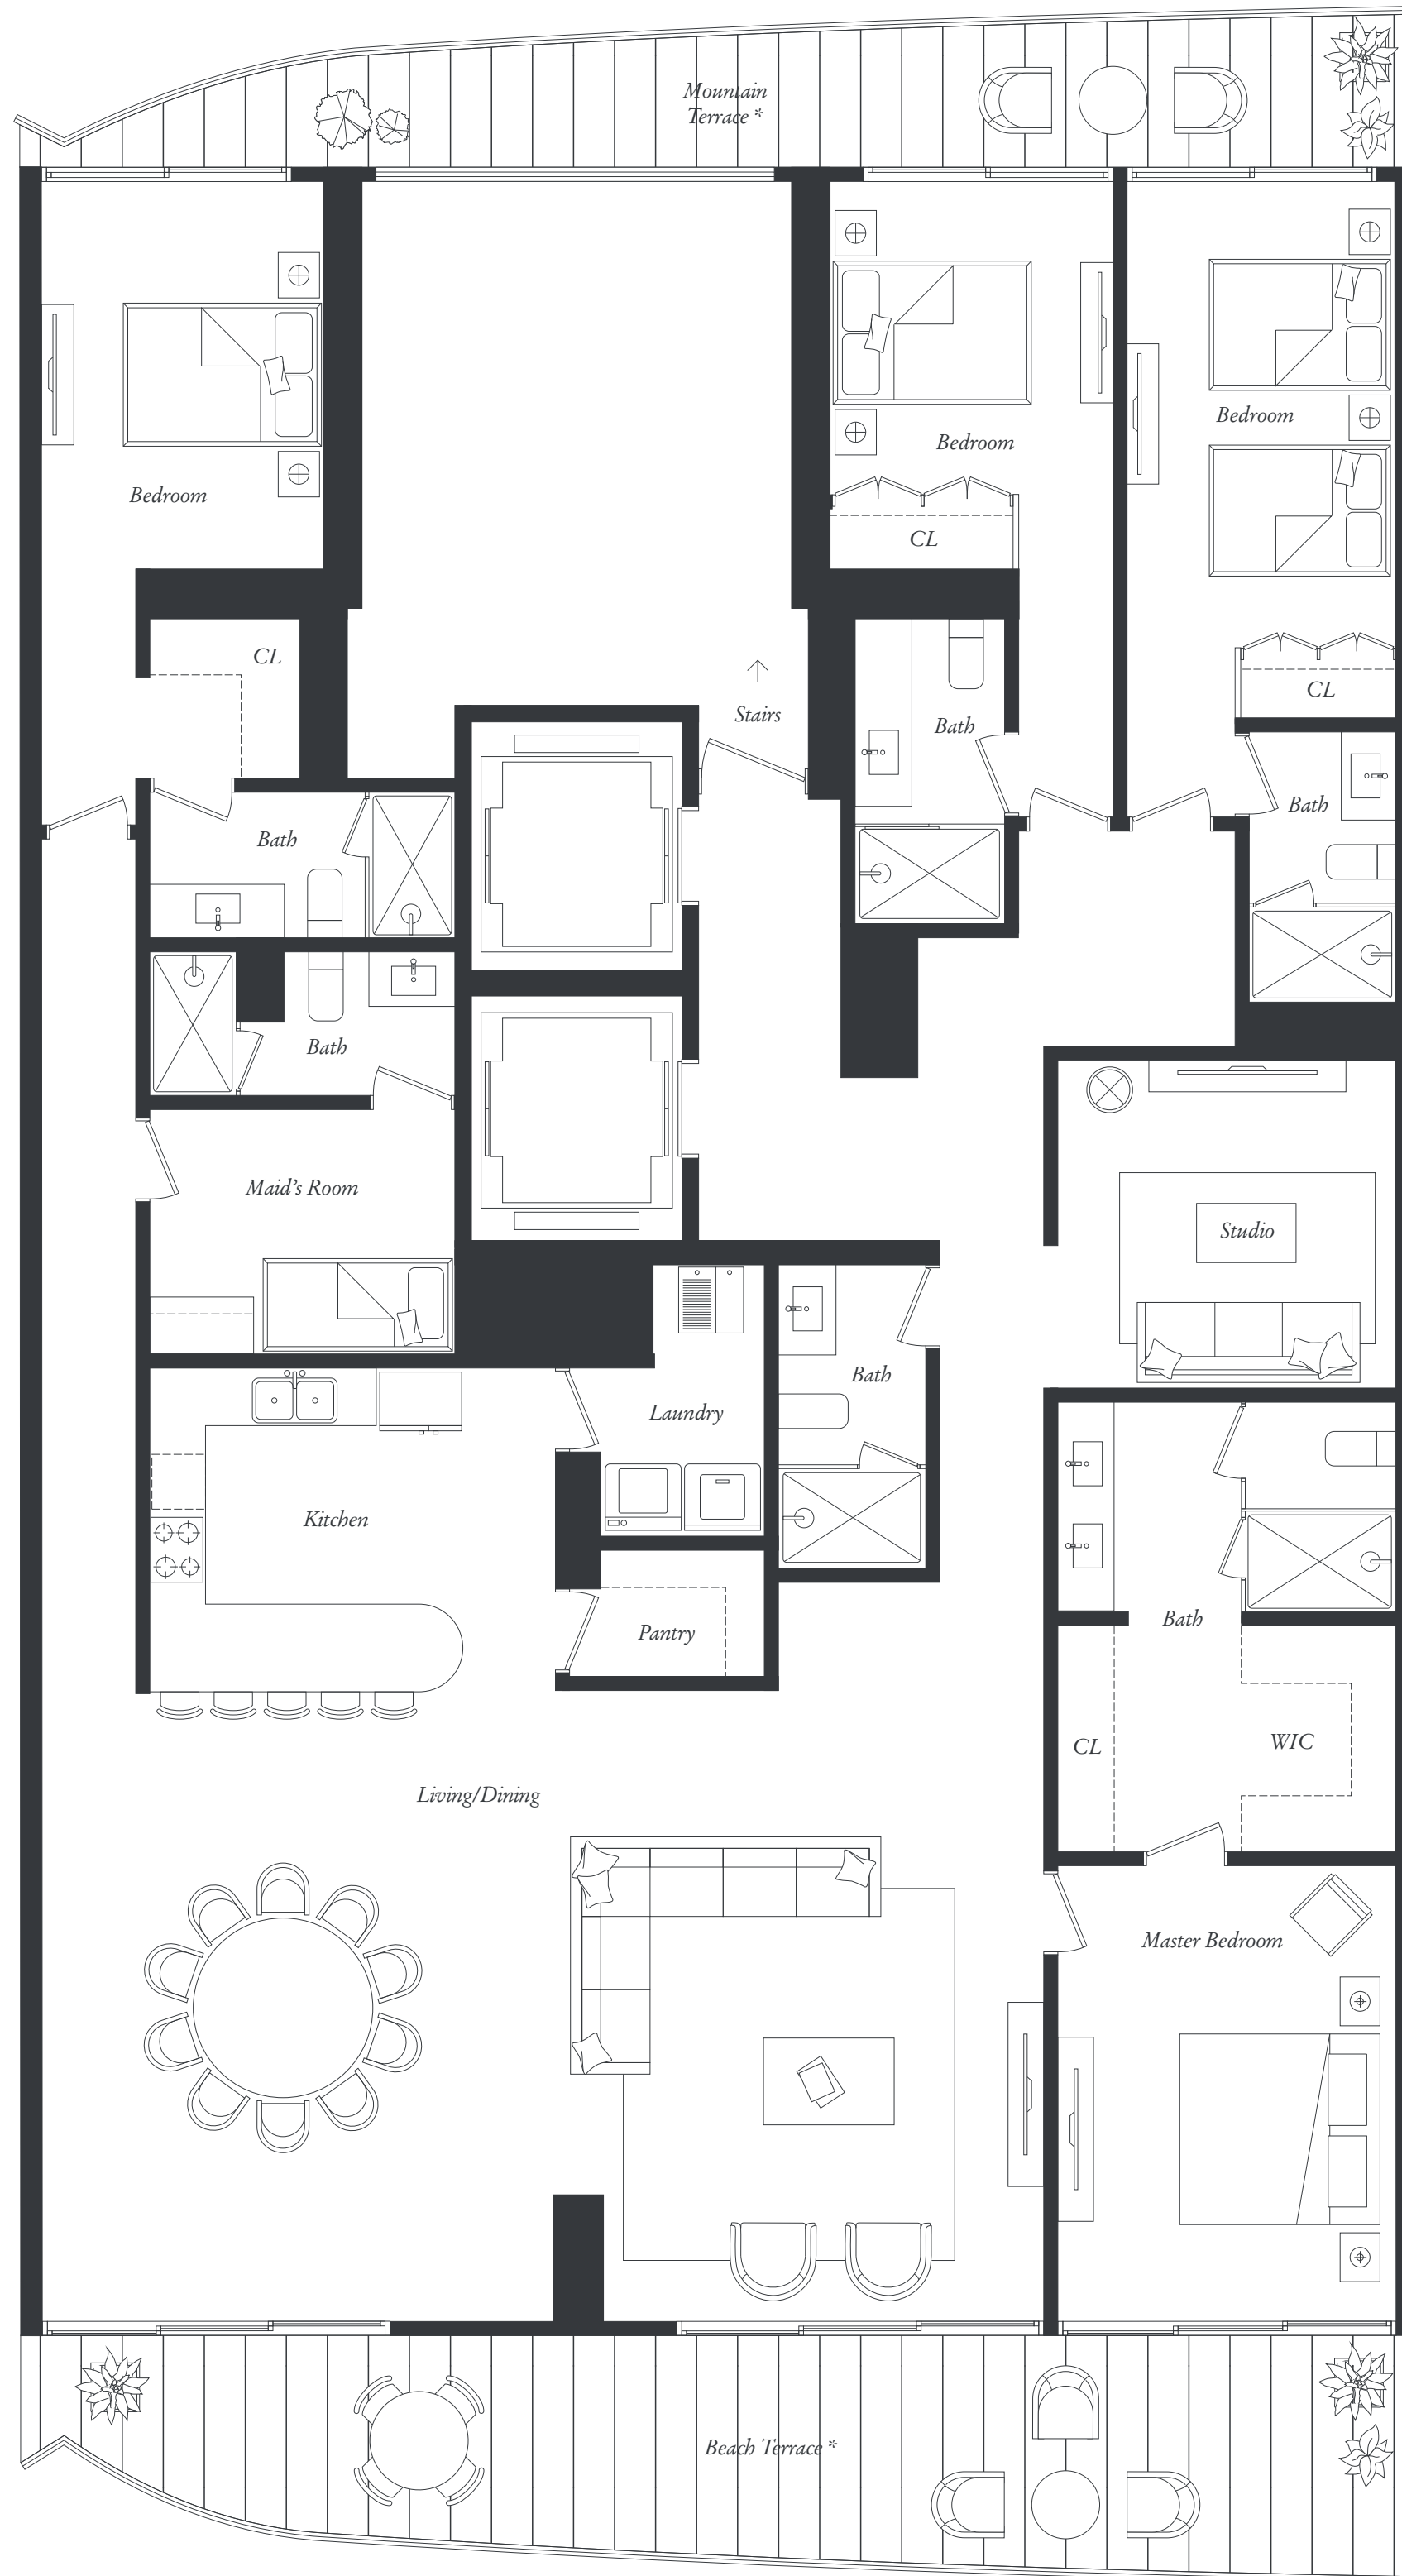 Mountain
Terrace *
Bedroom
Bedroom
Bedroom
CL
CL
CL
Stairs
Bath
Bath
Bath
Bath
Maid's Room
Studio
Bath
Laundry
Kitchen
Pantry
Bath
CL
WIC
Living/Dining
Master Bedroom
Beach Terrace *